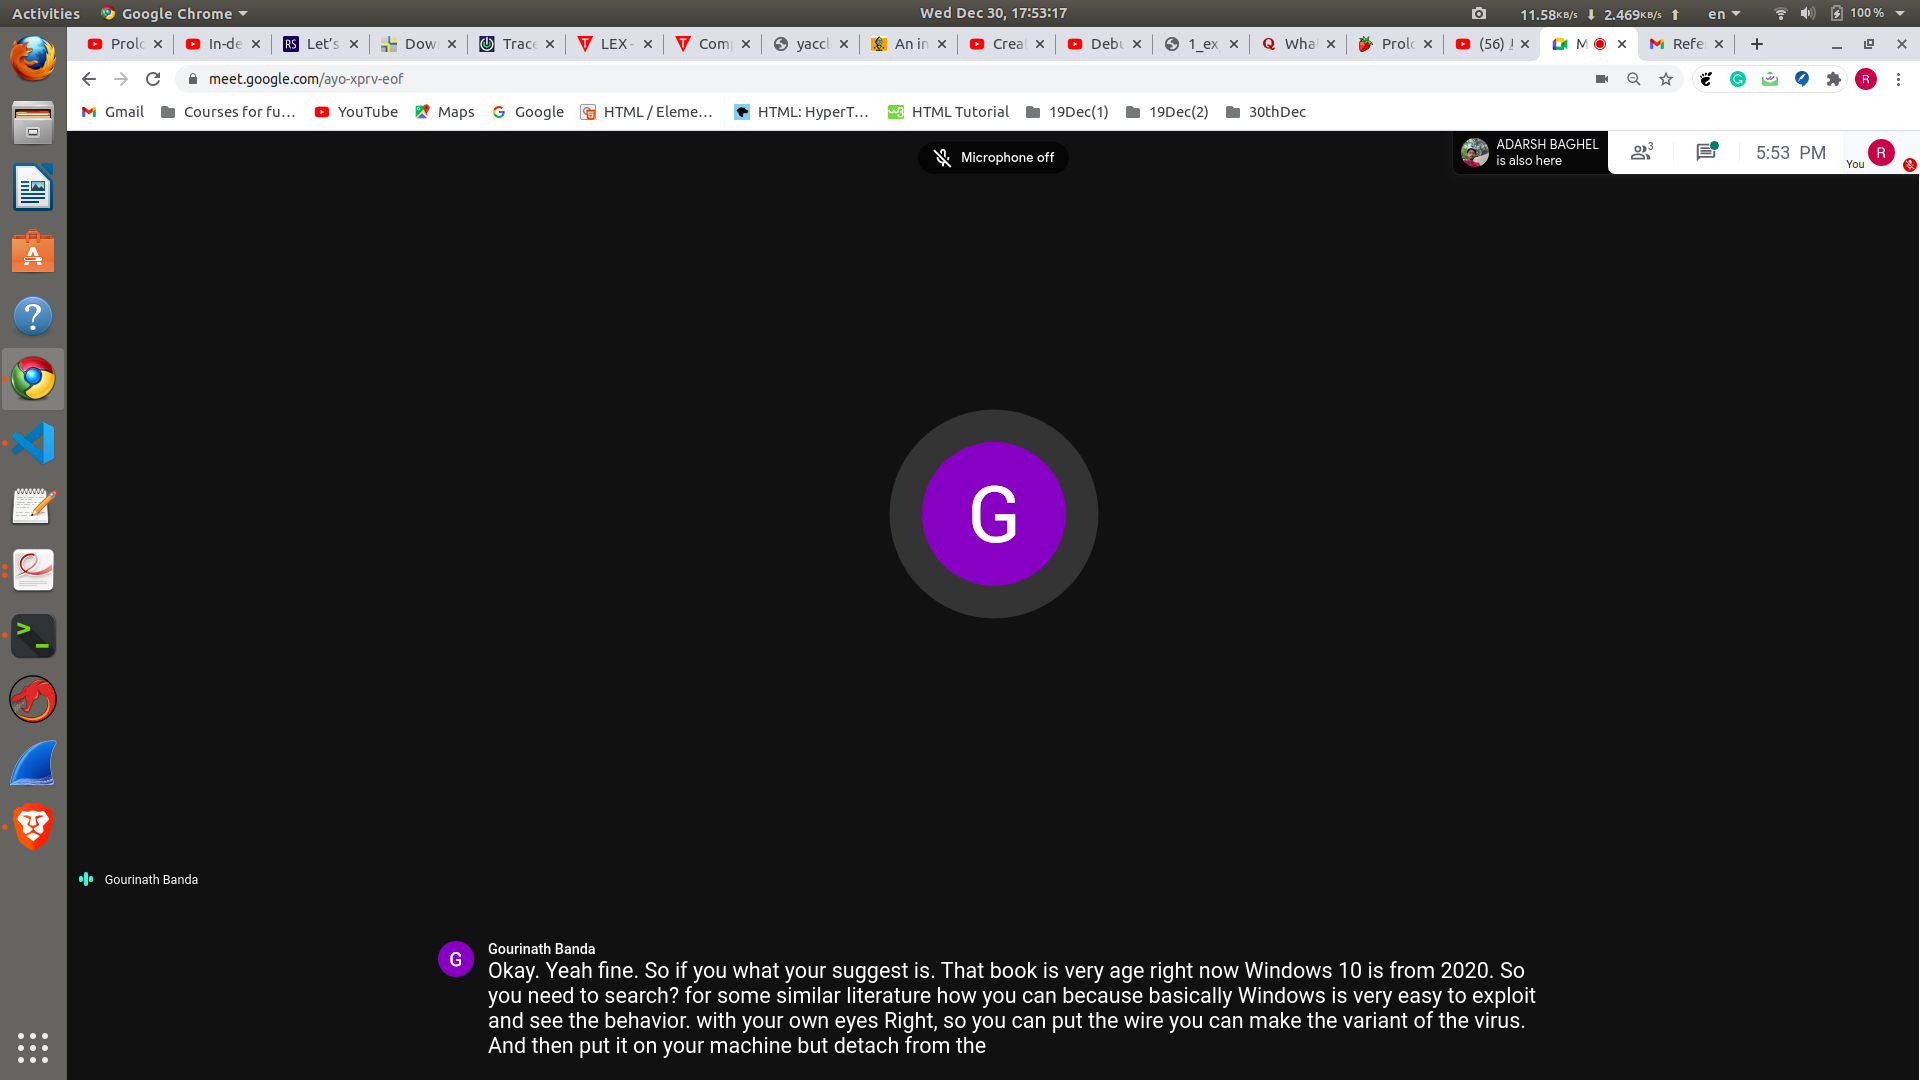 Activities Google Chrome Wed Dec 30, 17:53:17 11.58KB/s 2.469KB/s en 100 %
Prolo In-de RS Let's Dow Trace LEX - Com yaccl An in Crea Debu 1_ex Wha Prolo (56) M Refe
meet.google.com/ayo-xprv-eof R
Gmail Courses for fu... YouTube Maps Google HTML / Eleme... HTML: HyperT... HTML Tutorial 19Dec(1) 19Dec(2) 30thDec
Microphone off
ADARSH BAGHEL
is also here
3
5:53 PM
You
R
G
Gourinath Banda
G
Gourinath Banda
Okay. Yeah fine. So if you what your suggest is. That book is very age right now Windows 10 is from 2020. So
you need to search? for some similar literature how you can because basically Windows is very easy to exploit
and see the behavior. with your own eyes Right, so you can put the wire you can make the variant of the virus.
And then put it on your machine but detach from the